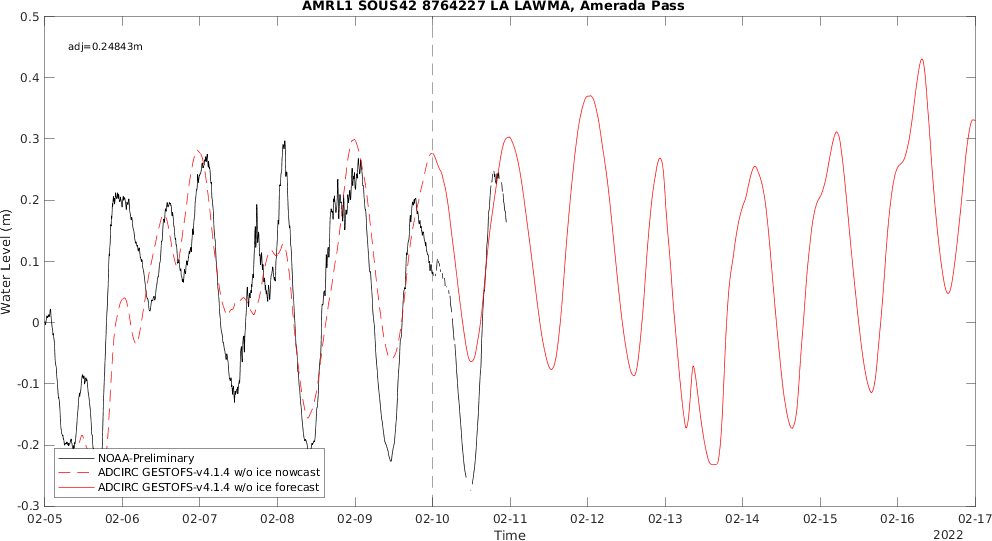 AMRL1 SOUS42 8764227 LA LAWMA, Amerada Pass
adj=0.24843m
Water Level (m)
0.5
0.4
0.3
0.2
0.1
0
-0.1
-0.2
-0.3
NOAA-Preliminary
ADCIRC GESTOFS-v4.1.4 w/o ice nowcast
ADCIRC GESTOFS-v4.1.4 w/o ice forecast
02-05 02-06 02-07 02-08 02-09 02-10 02-11 02-12 02-13 02-14 02-15 02-16 02-17
Time
2022